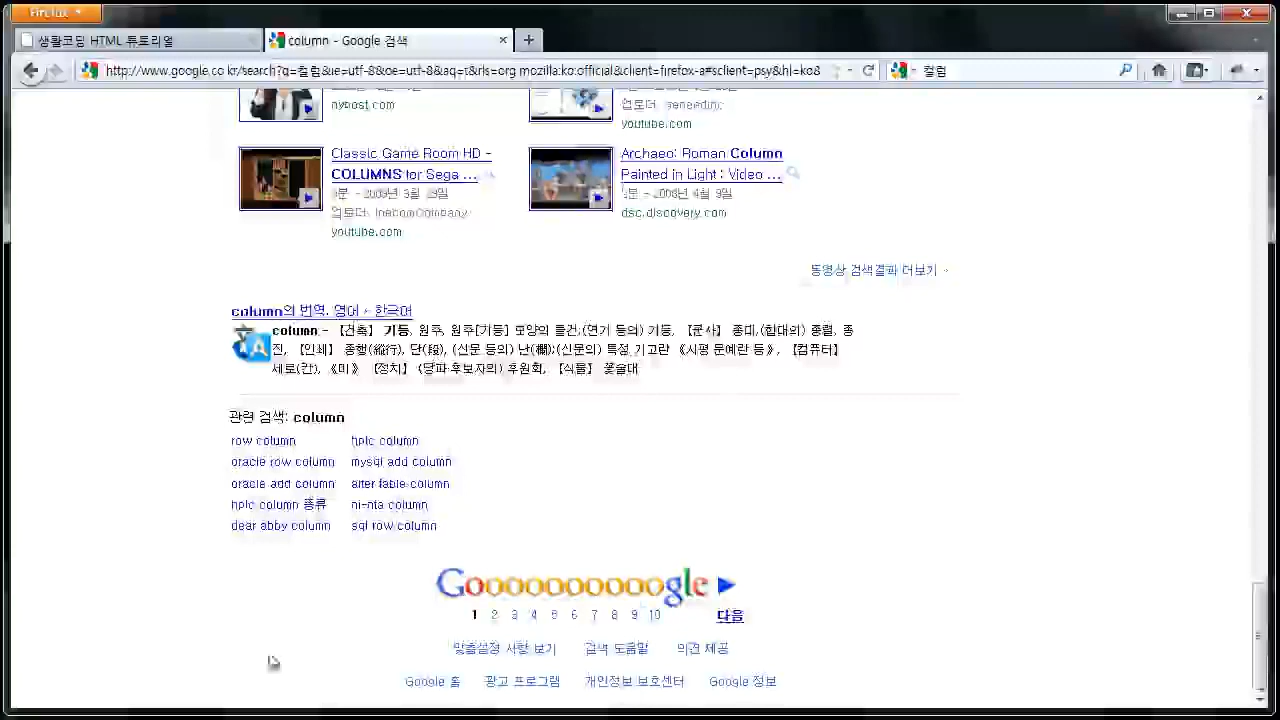 Firefox
생활코딩 HTML 튜토리얼
column - Google 검색
http://www.google.co.kr/search?q=컬럼&ie=utf-8&oe=utf-8&aq=t&rls=org.mozilla:ko:official&client=firefox-a#sclient=psy&hl=ko&
컬럼
nypost.com
업로더:
youtube.com
Classic Game Room HD -
COLUMNS for Sega ...
업로더: InecomCompany
youtube.com
Archaeo: Roman Column
Painted in Light : Video ...
dsc.discovery.com
동영상 검색결과 더보기
column의 번역. 영어 » 한국어
column - 【건축】 기둥, 원주, 원주[기둥] 모양의 물건;(연기 등의) 기둥, 【군사】 종대,(함대의) 종렬, 종
진, 【인쇄】 종행(縱行), 단(段), (신문 등의) 난(欄);(신문의) 특정 기고란 《시평 문예란 등》, 【컴퓨터】
세로(칸), 《미》 【정치】 (당파·후보자의) 후원회, 【식물】 꽃술대
관련 검색: column
row column
hplc column
oracle row column
mysql add column
oracle add column
alter table column
hplc column 종류
ni-nta column
dear abby column
sql row column
Goooooooooogle
1 2 3 4 5 6 7 8 9 10 다음
맞춤설정 사항 보기 검색 도움말 의견 제공
Google 홈 광고 프로그램 개인정보 보호센터 Google 정보